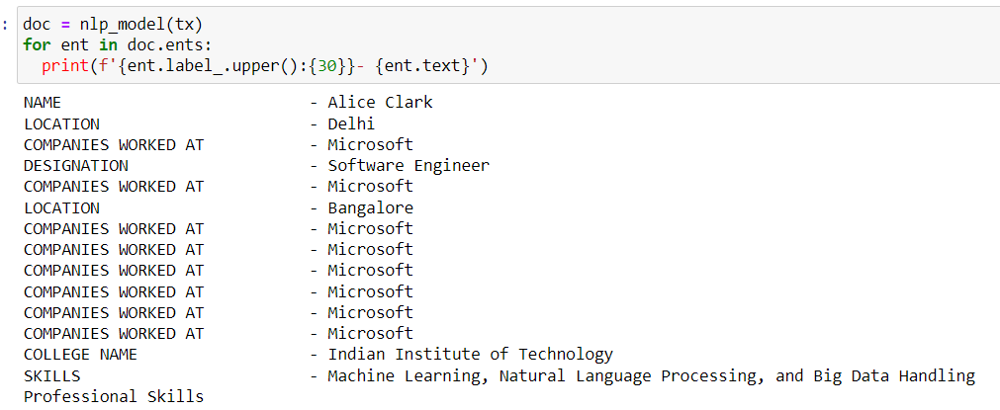 : doc = nlp_model(tx)
for ent in doc.ents:
  print(f'{ent.label_.upper():{30}}- {ent.text}')
NAME                          - Alice Clark
LOCATION                      - Delhi
COMPANIES WORKED AT           - Microsoft
DESIGNATION                   - Software Engineer
COMPANIES WORKED AT           - Microsoft
LOCATION                      - Bangalore
COMPANIES WORKED AT           - Microsoft
COMPANIES WORKED AT           - Microsoft
COMPANIES WORKED AT           - Microsoft
COMPANIES WORKED AT           - Microsoft
COMPANIES WORKED AT           - Microsoft
COMPANIES WORKED AT           - Microsoft
COLLEGE NAME                  - Indian Institute of Technology
SKILLS                        - Machine Learning, Natural Language Processing, and Big Data Handling
Professional Skills